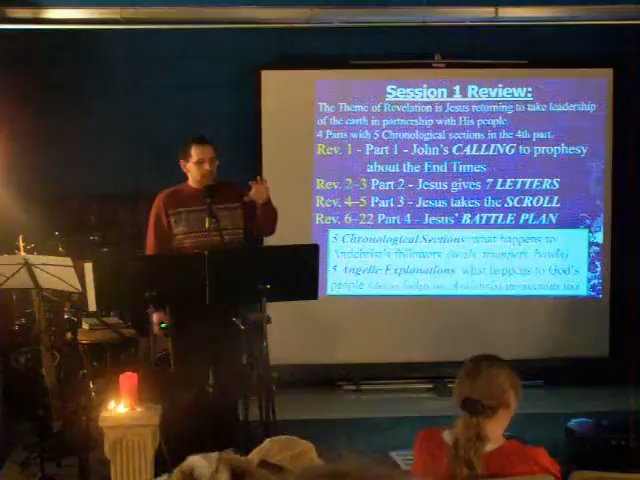 Session 1 Review:
The Theme of Revelation is Jesus returning to take leadership
of the earth in partnership with His people.
4 Parts with 5 Chronological sections in the 4th part.
Rev. 1 - Part 1 - John's CALLING to prophesy
about the End Times
Rev. 2-3 Part 2 - Jesus gives 7 LETTERS
Rev. 4-5 Part 3 - Jesus takes the SCROLL
Rev. 6-22 Part 4 - Jesus' BATTLE PLAN
5 Chronological Sections: what happens to
Antichrist's followers (seals, trumpets, bowls)
5 Angelic Explanations: what happens to God's
people